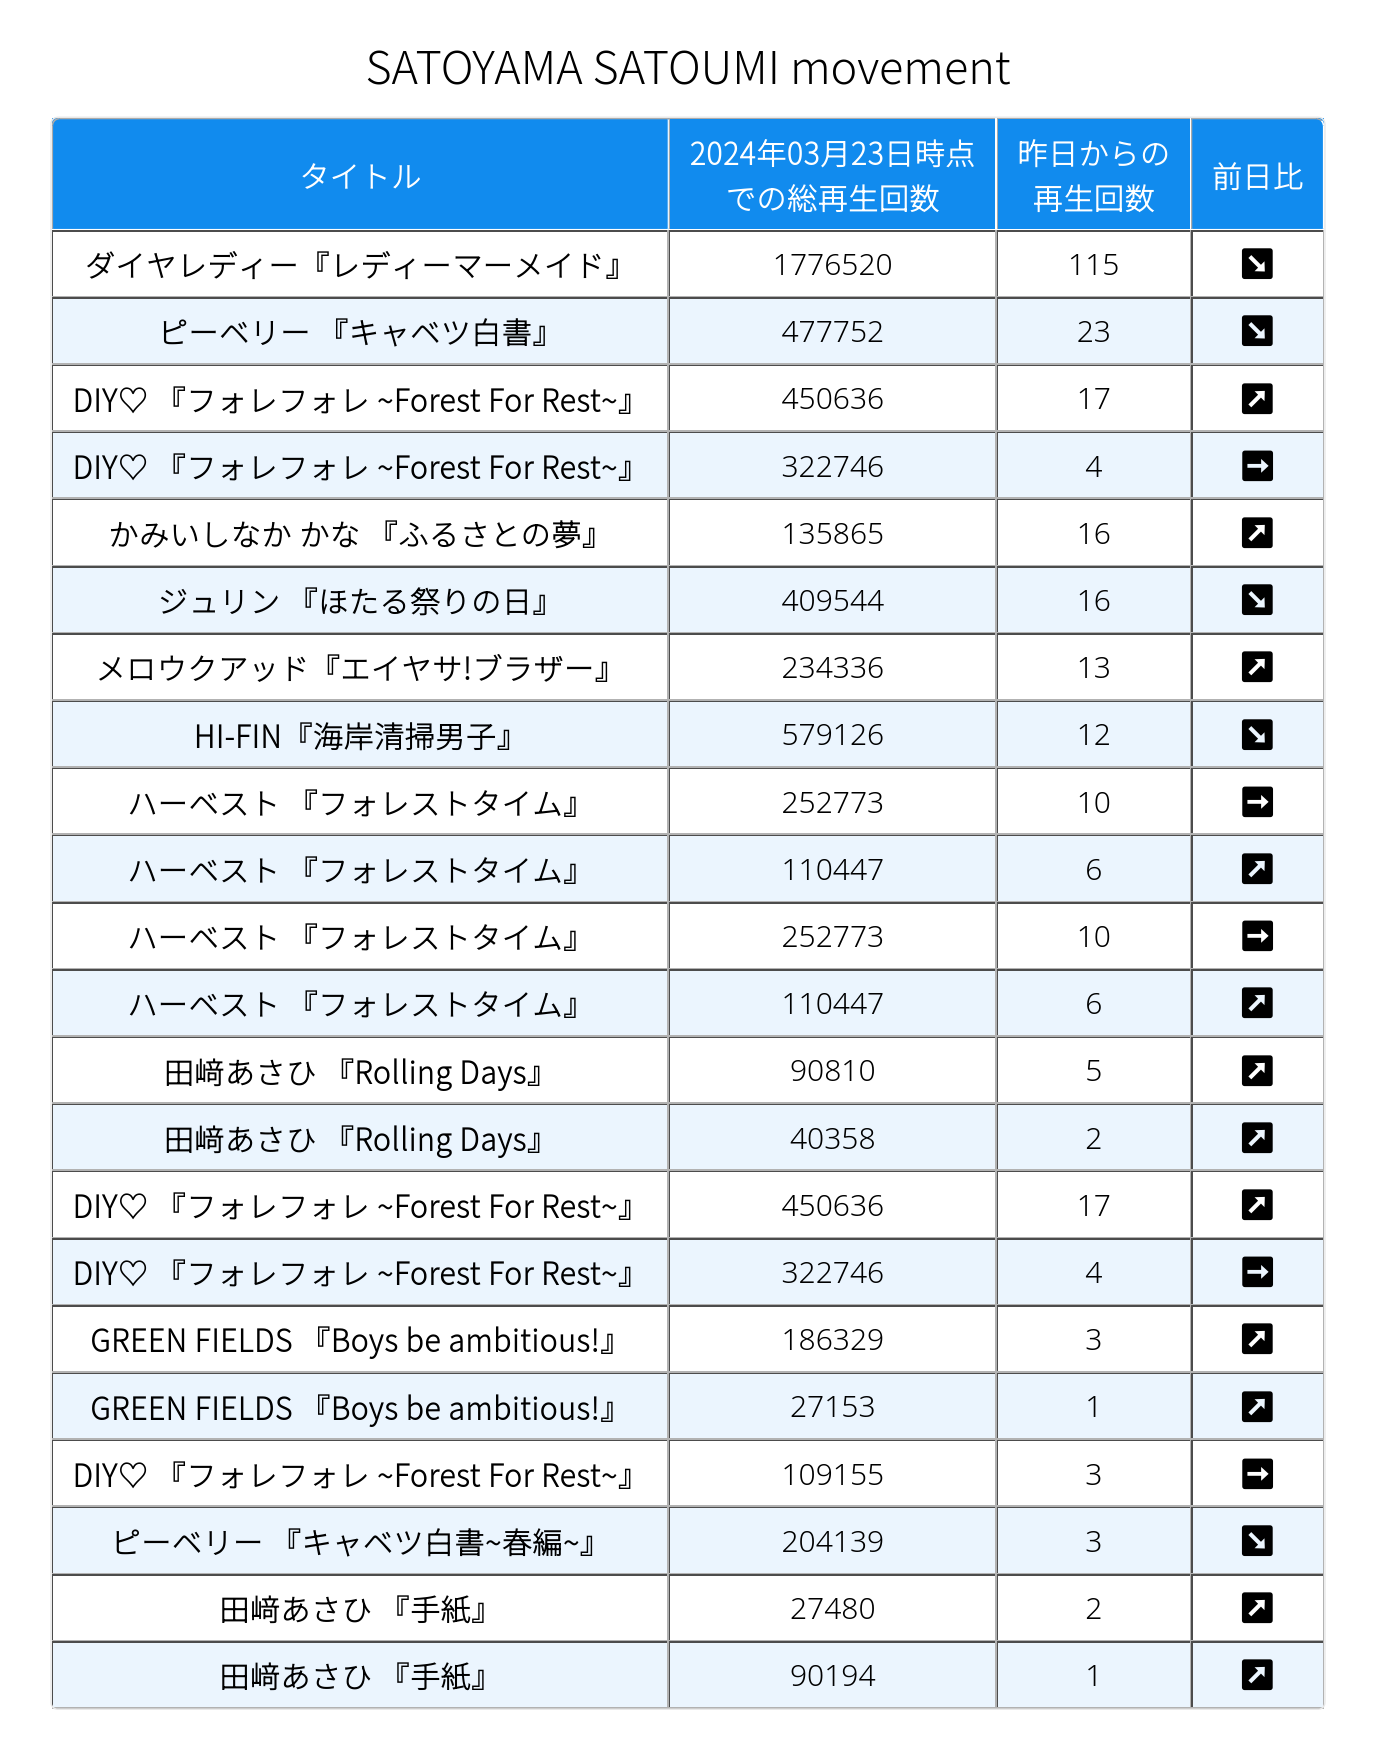 SATOYAMA SATOUMI movement
タイトル 2024年03月23日時点 での総再生回数 昨日からの 再生回数 前日比
ダイヤレディー『レディーマーメイド』 1776520 115 ↘
ピーベリー 『キャベツ白書』 477752 23 ↘
DIY♡ 『フォレフォレ ~Forest For Rest~』 450636 17 ↗
DIY♡ 『フォレフォレ ~Forest For Rest~』 322746 4 →
かみいしなか かな 『ふるさとの夢』 135865 16 ↗
ジュリン 『ほたる祭りの日』 409544 16 ↘
メロウクアッド『エイヤサ!ブラザー』 234336 13 ↗
HI-FIN『海岸清掃男子』 579126 12 ↘
ハーベスト 『フォレストタイム』 252773 10 →
ハーベスト 『フォレストタイム』 110447 6 ↗
ハーベスト 『フォレストタイム』 252773 10 →
ハーベスト 『フォレストタイム』 110447 6 ↗
田﨑あさひ 『Rolling Days』 90810 5 ↗
田﨑あさひ 『Rolling Days』 40358 2 ↗
DIY♡ 『フォレフォレ ~Forest For Rest~』 450636 17 ↗
DIY♡ 『フォレフォレ ~Forest For Rest~』 322746 4 →
GREEN FIELDS 『Boys be ambitious!』 186329 3 ↗
GREEN FIELDS 『Boys be ambitious!』 27153 1 ↗
DIY♡ 『フォレフォレ ~Forest For Rest~』 109155 3 →
ピーベリー 『キャベツ白書~春編~』 204139 3 ↘
田﨑あさひ 『手紙』 27480 2 ↗
田﨑あさひ 『手紙』 90194 1 ↗